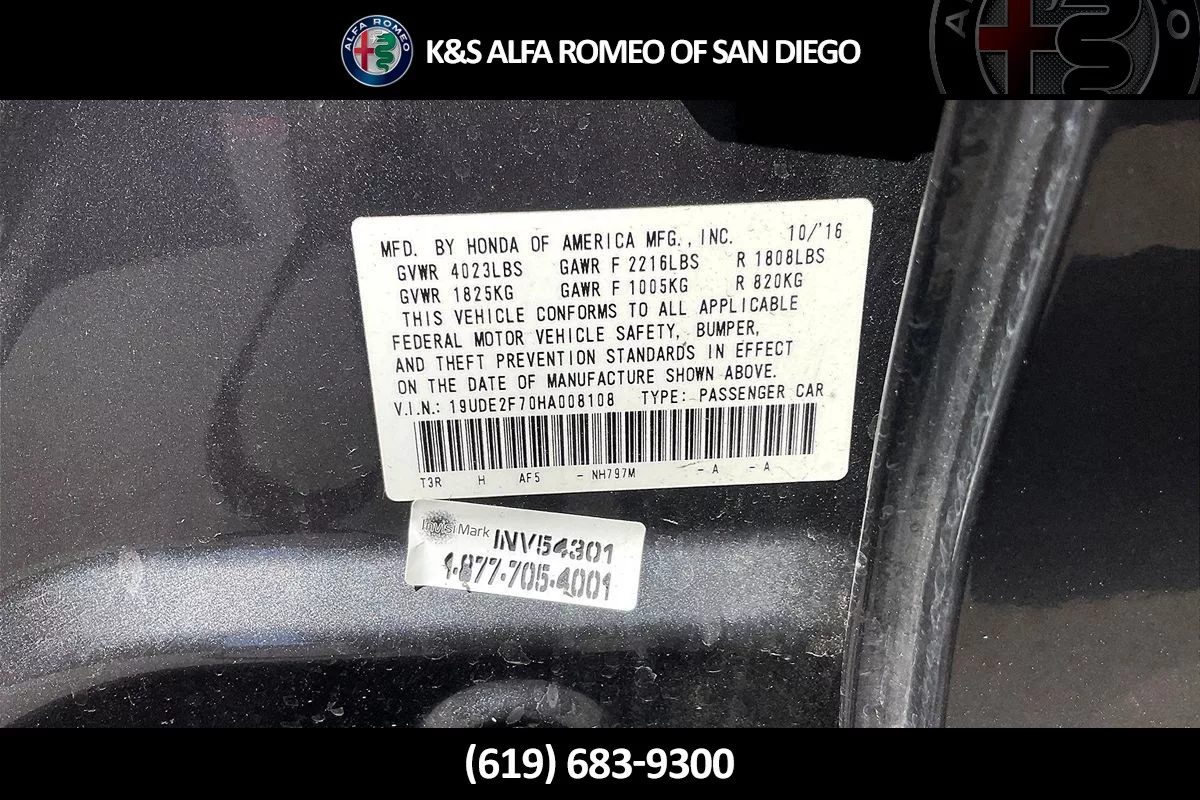 ALFA ROMEO
K&S ALFA ROMEO OF SAN DIEGO
MFD. BY HONDA OF AMERICA MFG., INC. 10/'16
GVWR 4023LBS GAWR F 2216LBS R 1808LBS
GVWR 1825KG GAWR F 1005KG R 820KG
THIS VEHICLE CONFORMS TO ALL APPLICABLE
FEDERAL MOTOR VEHICLE SAFETY, BUMPER,
AND THEFT PREVENTION STANDARDS IN EFFECT
ON THE DATE OF MANUFACTURE SHOWN ABOVE.
V.I.N.: 19UDE2F70HA008108 TYPE: PASSENGER CAR
T3R H AF5 - NH797M - A - A
InvisiMark INV54301
1-877-705-4001
(619) 683-9300